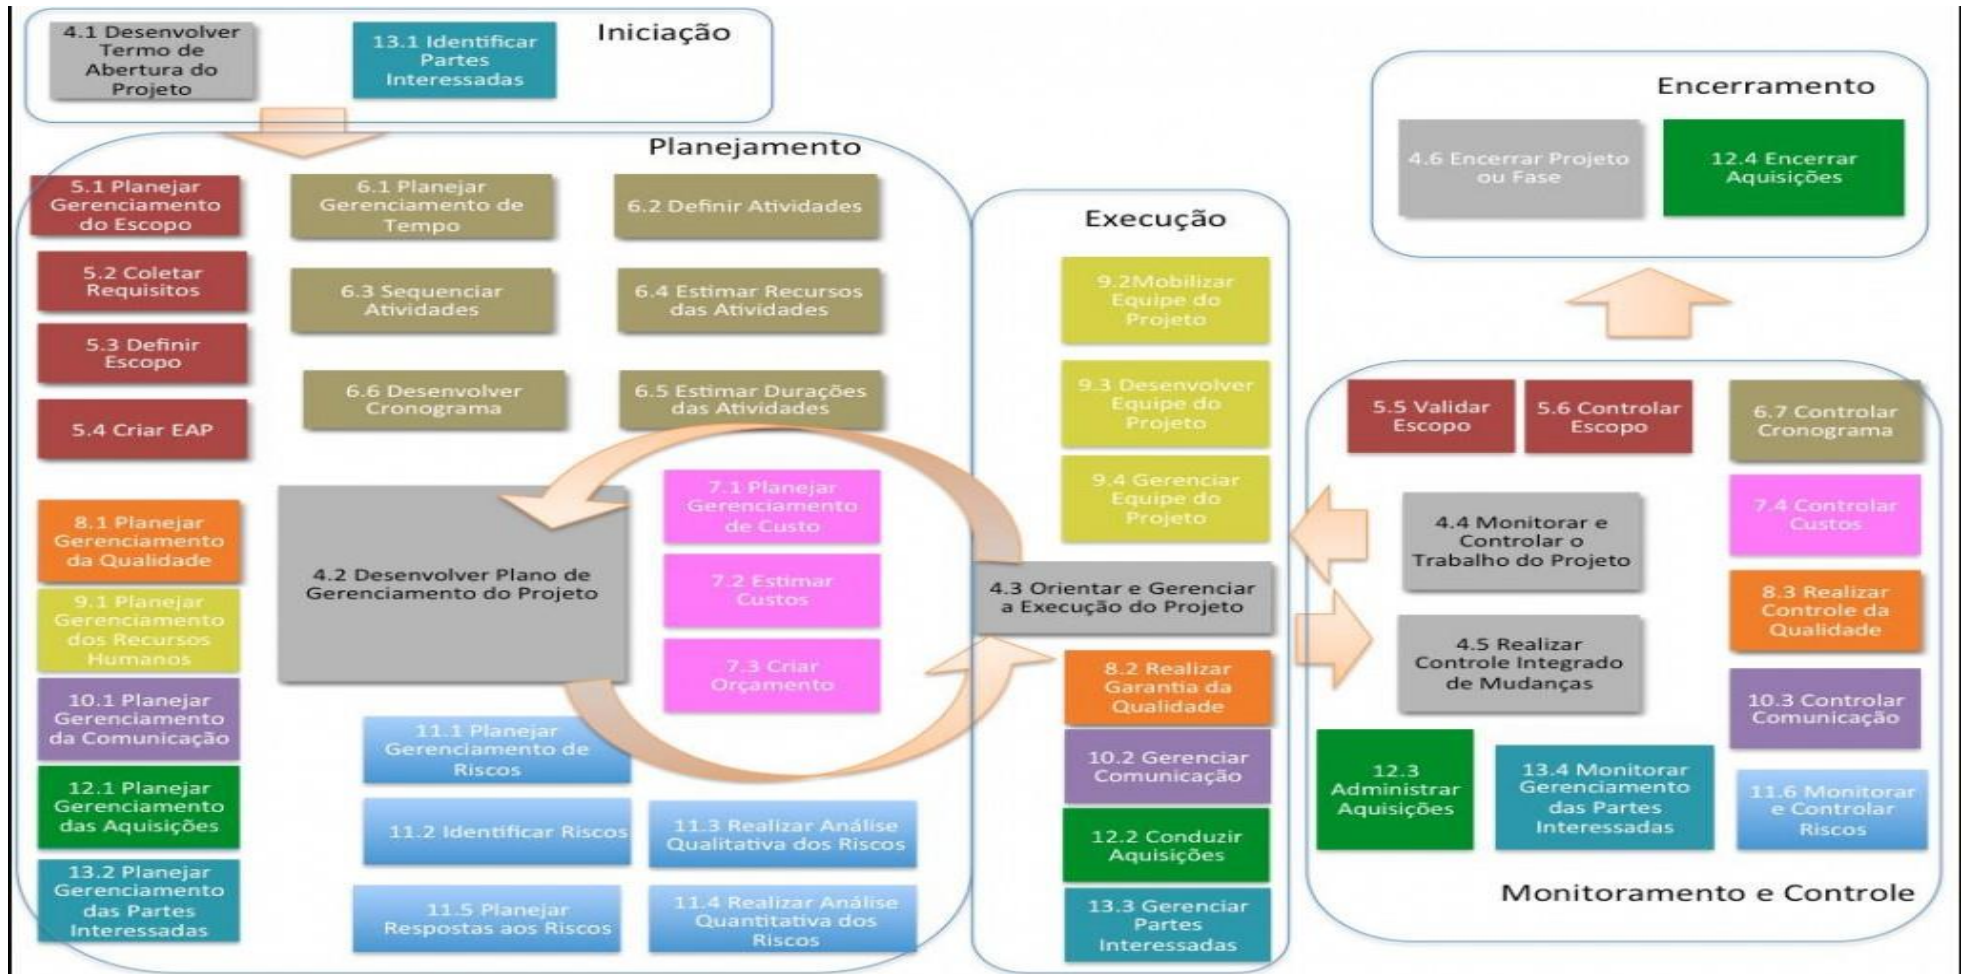 4.1 Desenvolver
Termo de
Abertura do
Projeto
13.1 Identificar
Partes
Interessadas
Iniciação
Planejamento
5.1 Planejar
Gerenciamento
do Escopo
6.1 Planejar
Gerenciamento de
Tempo
6.2 Definir Atividades
5.2 Coletar
Requisitos
6.3 Sequenciar
Atividades
6.4 Estimar Recursos
das Atividades
5.3 Definir
Escopo
6.6 Desenvolver
Cronograma
6.5 Estimar Durações
das Atividades
5.4 Criar EAP
8.1 Planejar
Gerenciamento
da Qualidade
4.2 Desenvolver Plano de
Gerenciamento do Projeto
7.1 Planejar
Gerenciamento
de Custo
7.2 Estimar
Custos
7.3 Criar
Orçamento
9.1 Planejar
Gerenciamento
dos Recursos
Humanos
10.1 Planejar
Gerenciamento
da Comunicação
12.1 Planejar
Gerenciamento
das Aquisições
13.2 Planejar
Gerenciamento
das Partes
Interessadas
11.1 Planejar
Gerenciamento de
Riscos
11.2 Identificar Riscos
11.3 Realizar Análise
Qualitativa dos Riscos
11.5 Planejar
Respostas aos Riscos
11.4 Realizar Análise
Quantitativa dos
Riscos
Execução
9.2Mobilizar
Equipe do
Projeto
9.3 Desenvolver
Equipe do
Projeto
9.4 Gerenciar
Equipe do
Projeto
4.3 Orientar e Gerenciar
a Execução do Projeto
8.2 Realizar
Garantia da
Qualidade
10.2 Gerenciar
Comunicação
12.2 Conduzir
Aquisições
13.3 Gerenciar
Partes
Interessadas
Encerramento
4.6 Encerrar Projeto
ou Fase
12.4 Encerrar
Aquisições
5.5 Validar
Escopo
5.6 Controlar
Escopo
6.7 Controlar
Cronograma
4.4 Monitorar e
Controlar o
Trabalho do Projeto
7.4 Controlar
Custos
8.3 Realizar
Controle da
Qualidade
4.5 Realizar
Controle Integrado
de Mudanças
10.3 Controlar
Comunicação
12.3
Administrar
Aquisições
13.4 Monitorar
Gerenciamento
das Partes
Interessadas
11.6 Monitorar
e Controlar
Riscos
Monitoramento e Controle